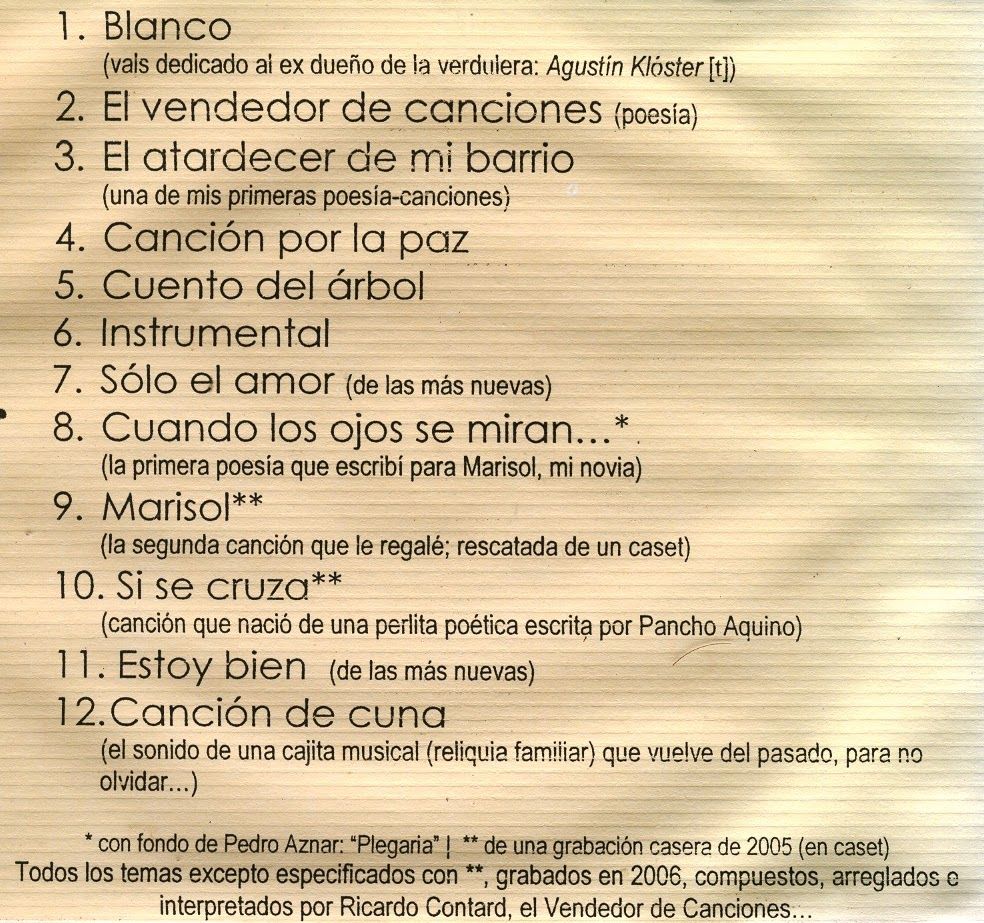 1. Blanco
(vals dedicado al ex dueño de la verdulera: Agustín Klóster [t])
2. El vendedor de canciones (poesía)
3. El atardecer de mi barrio
(una de mis primeras poesía-canciones)
4. Canción por la paz
5. Cuento del árbol
6. Instrumental
7. Sólo el amor (de las más nuevas)
8. Cuando los ojos se miran...*
(la primera poesía que escribí para Marisol, mi novia)
9. Marisol**
(la segunda canción que le regalé; rescatada de un caset)
10. Si se cruza**
(canción que nació de una perlita poética escrita por Pancho Aquino)
11. Estoy bien (de las más nuevas)
12.Canción de cuna
(el sonido de una cajita musical (reliquia familiar) que vuelve del pasado, para no
olvidar...)
* con fondo de Pedro Aznar: “Plegaria” | ** de una grabación casera de 2005 (en caset)
Todos los temas excepto especificados con **, grabados en 2006, compuestos, arreglados e
interpretados por Ricardo Contard, el Vendedor de Canciones...